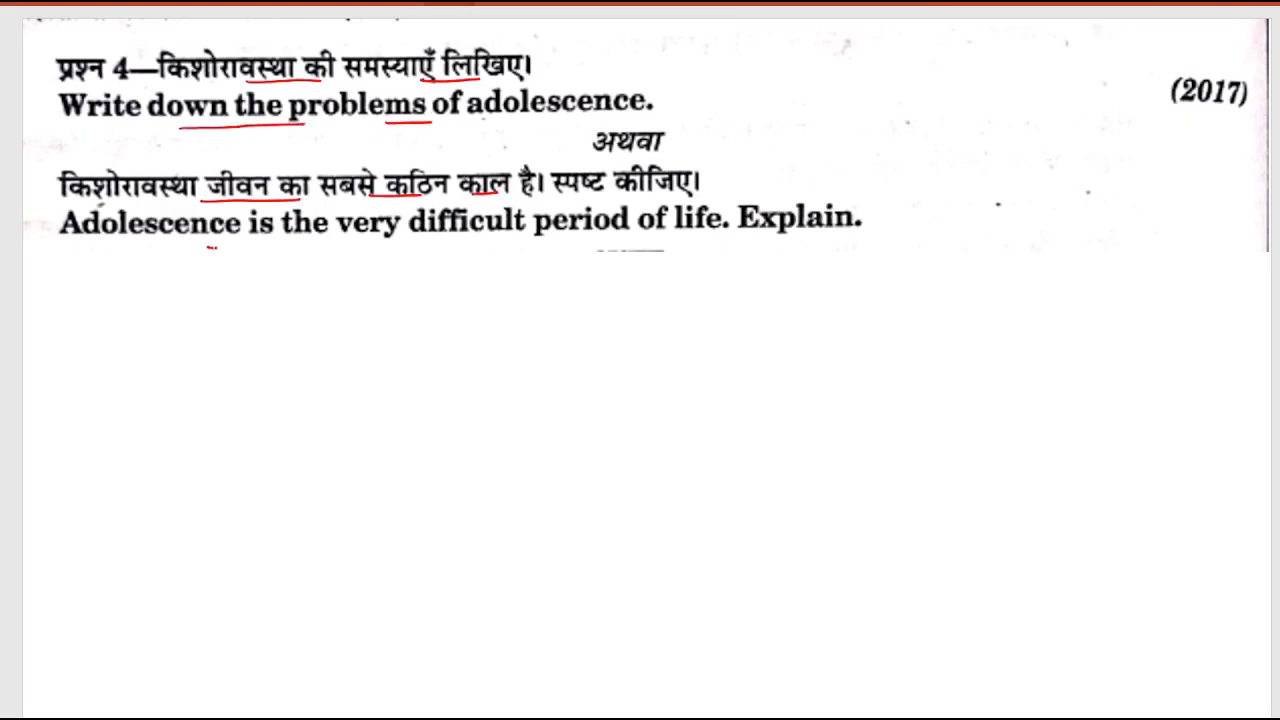 प्रश्न 4—किशोरावस्था की समस्याएँ लिखिए।
Write down the problems of adolescence. (2017)
अथवा
किशोरावस्था जीवन का सबसे कठिन काल है। स्पष्ट कीजिए।
Adolescence is the very difficult period of life. Explain.